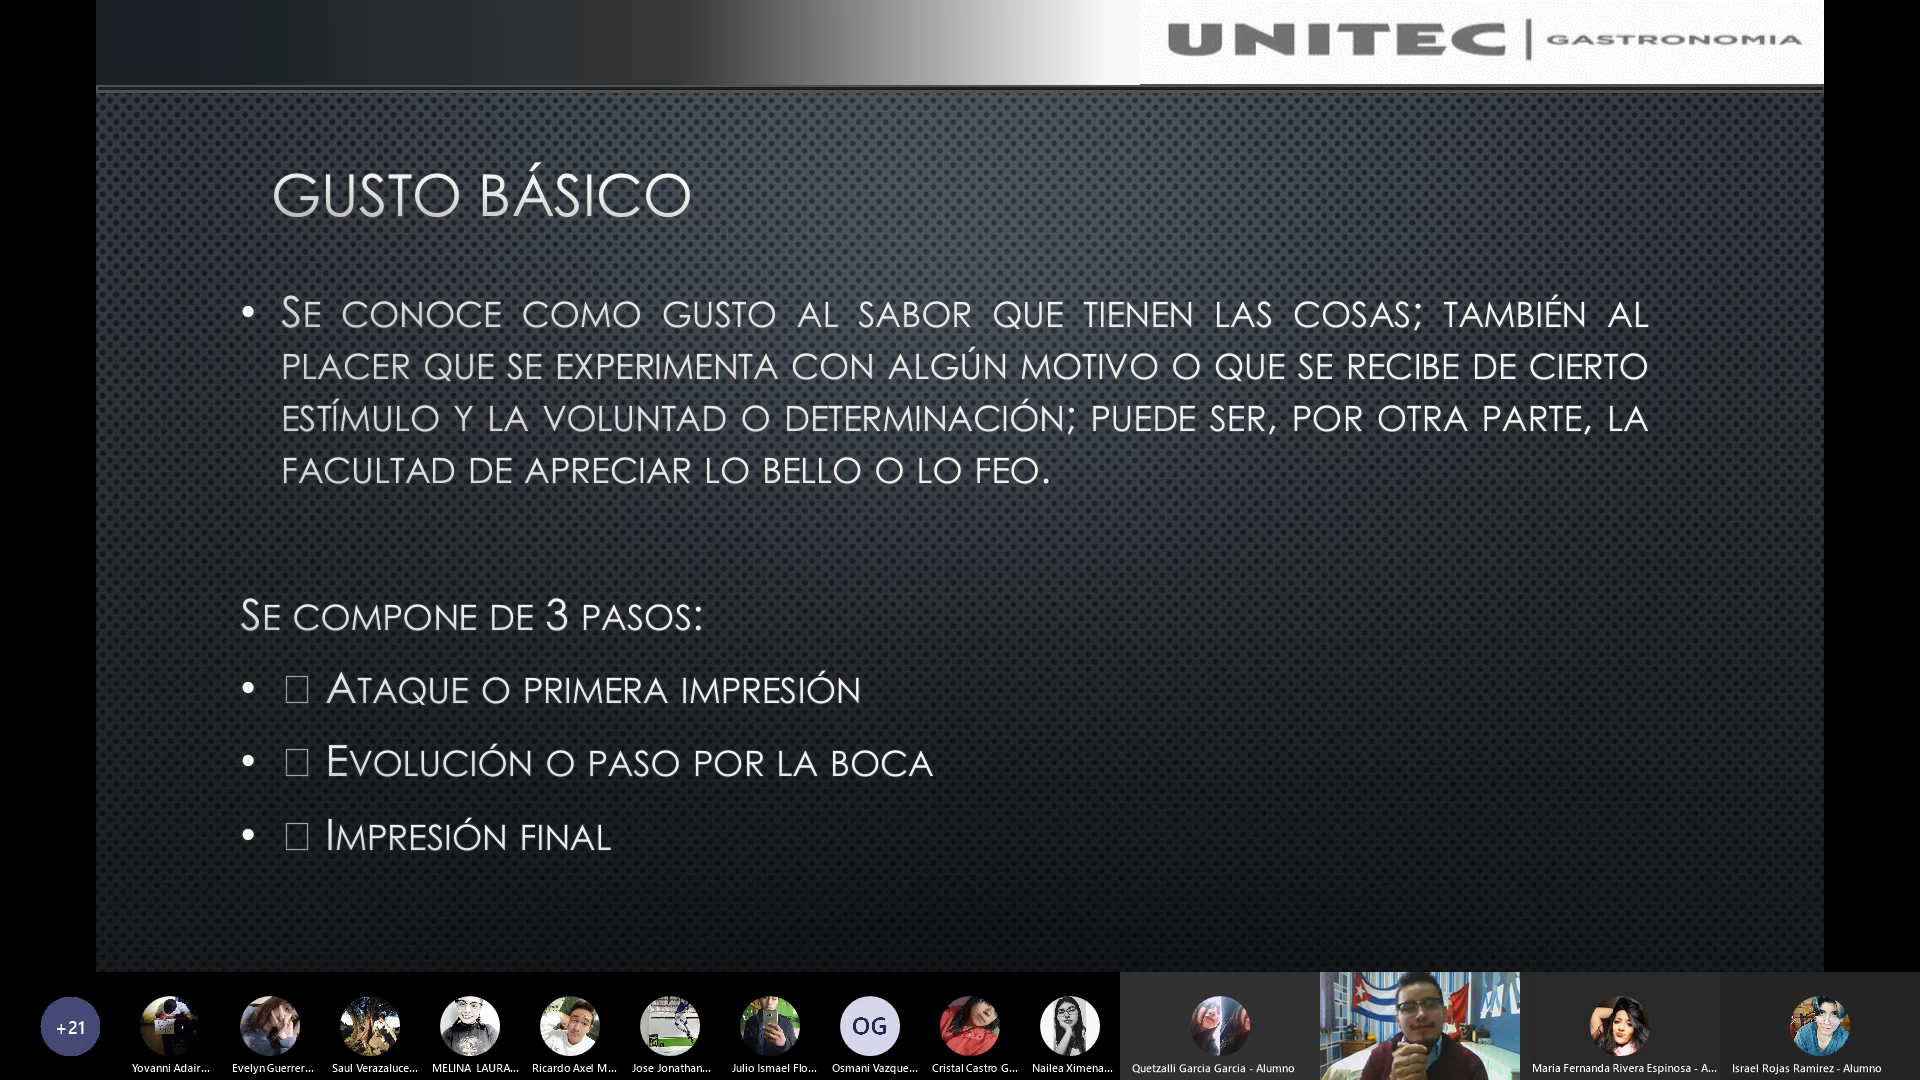 UNITEC | GASTRONOMIA
GUSTO BÁSICO
• SE CONOCE COMO GUSTO AL SABOR QUE TIENEN LAS COSAS; TAMBIÉN AL
PLACER QUE SE EXPERIMENTA CON ALGÚN MOTIVO O QUE SE RECIBE DE CIERTO
ESTÍMULO Y LA VOLUNTAD O DETERMINACIÓN; PUEDE SER, POR OTRA PARTE, LA
FACULTAD DE APRECIAR LO BELLO O LO FEO.
SE COMPONE DE 3 PASOS:
• ATAQUE O PRIMERA IMPRESIÓN
• EVOLUCIÓN O PASO POR LA BOCA
• IMPRESIÓN FINAL
+21
OG
Yovanni Adair...
Evelyn Guerrer...
Saul Verazaluce...
MELINA LAURA...
Ricardo Axel M...
Jose Jonathan...
Julio Ismael Flo...
Osmani Vazque...
Cristal Castro G...
Nailea Ximena...
Quetzalli Garcia Garcia - Alumno
Maria Fernanda Rivera Espinosa - A...
Israel Rojas Ramirez - Alumno